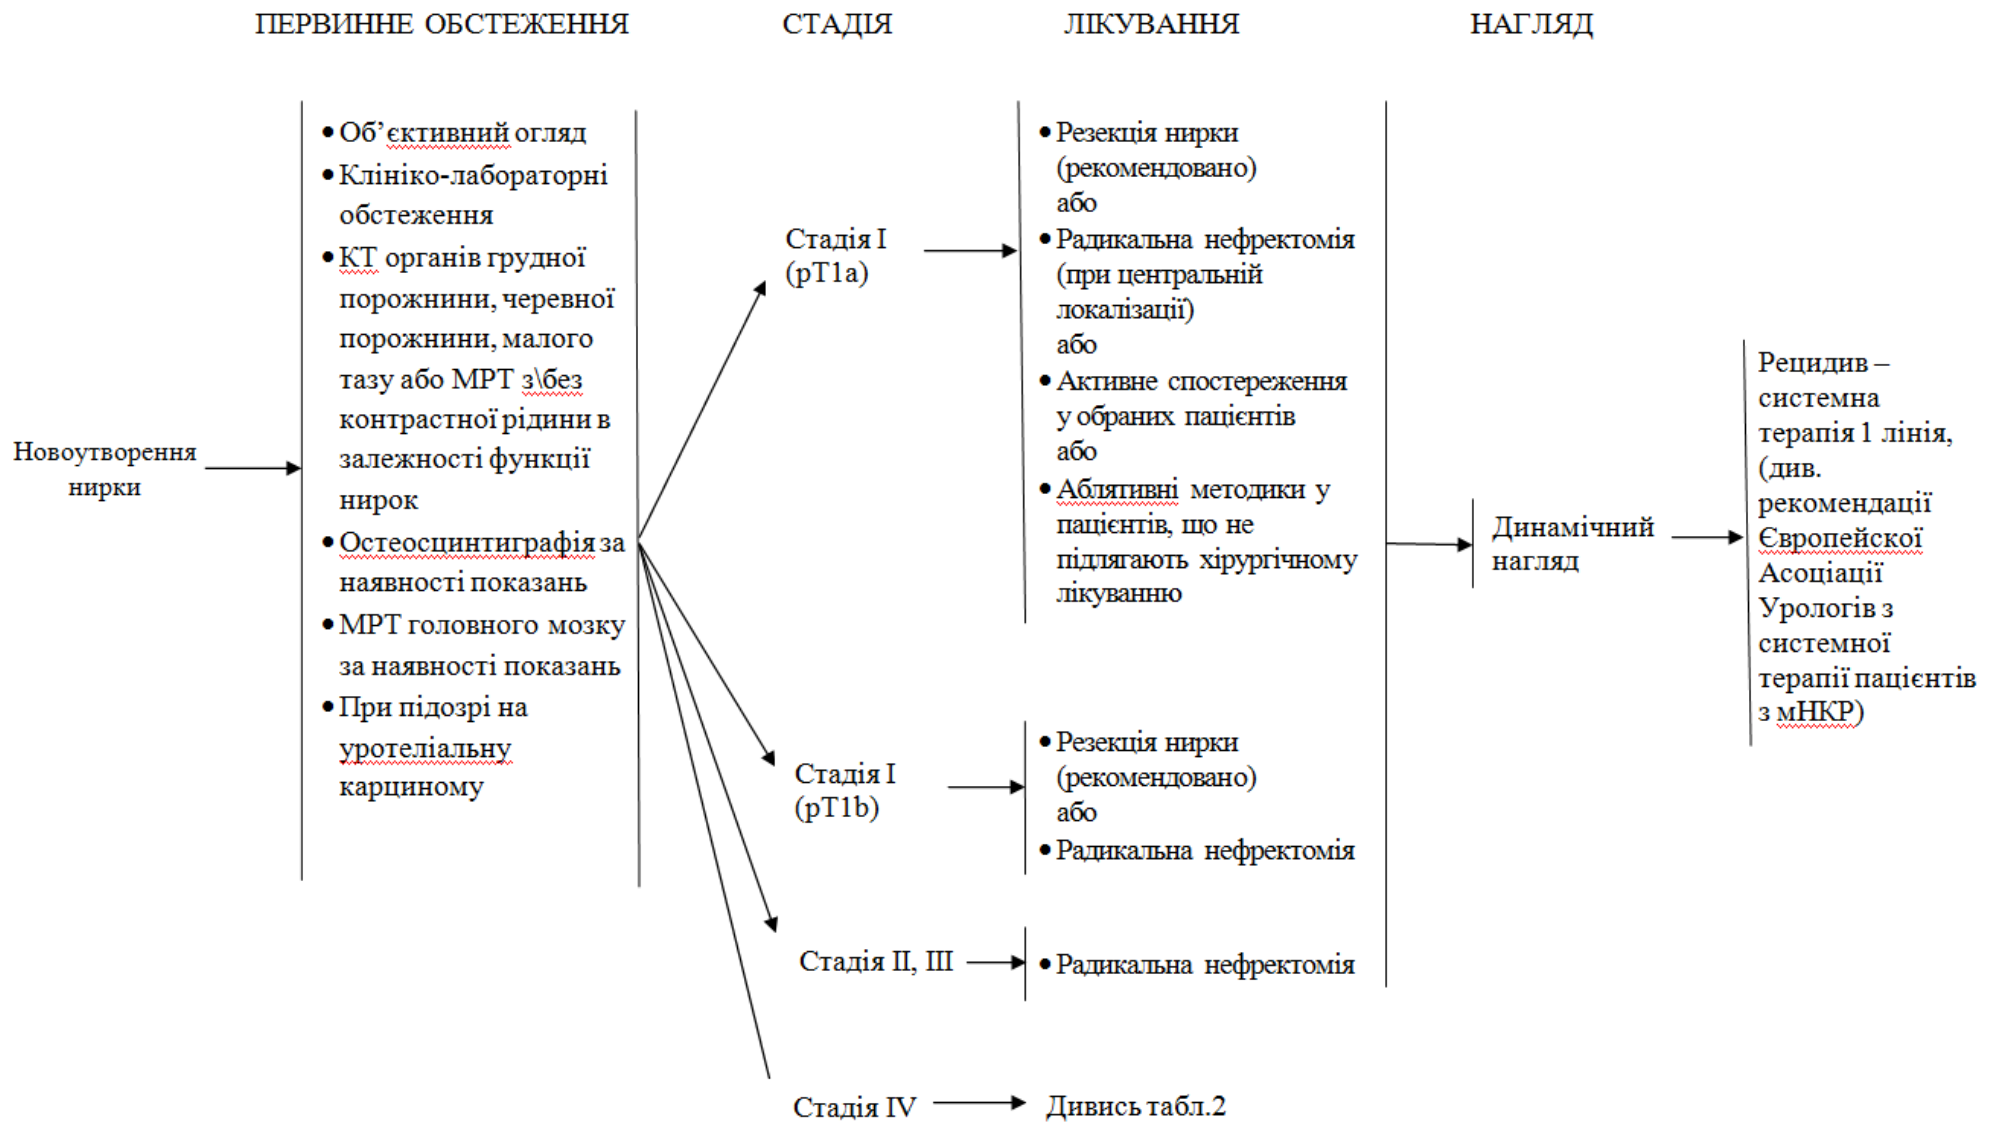 ПЕРВИННЕ ОБСТЕЖЕННЯ
СТАДІЯ
ЛІКУВАННЯ
НАГЛЯД
Новоутворення
нирки
• Об’єктивний огляд
• Клініко-лабораторні
обстеження
• КТ органів грудної
порожнини, черевної
порожнини, малого
тазу або МРТ з\без
контрастної рідини в
залежності функції
нирок
• Остеосцинтиграфія за
наявності показань
• МРТ головного мозку
за наявності показань
• При підозрі на
уротеліальну
карциному
Стадія I
(pT1a)
• Резекція нирки
(рекомендовано)
або
• Радикальна нефректомія
(при центральній
локалізації)
або
• Активне спостереження
у обраних пацієнтів
або
• Аблятивні методики у
пацієнтів, що не
підлягають хірургічному
лікуванню
Стадія I
(pT1b)
• Резекція нирки
(рекомендовано)
або
• Радикальна нефректомія
Стадія II, III
• Радикальна нефректомія
Стадія IV
Дивись табл.2
Динамічний
нагляд
Рецидив –
системна
терапія 1 лінія,
(див.
рекомендації
Європейскої
Асоціації
Урологів з
системної
терапії пацієнтів
з мНКР)